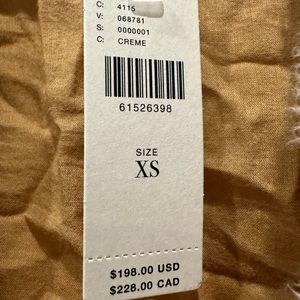 C: 4115
V: 068781
S: 0000001
C: CREME
61526398
SIZE
XS
$198.00 USD
$228.00 CAD